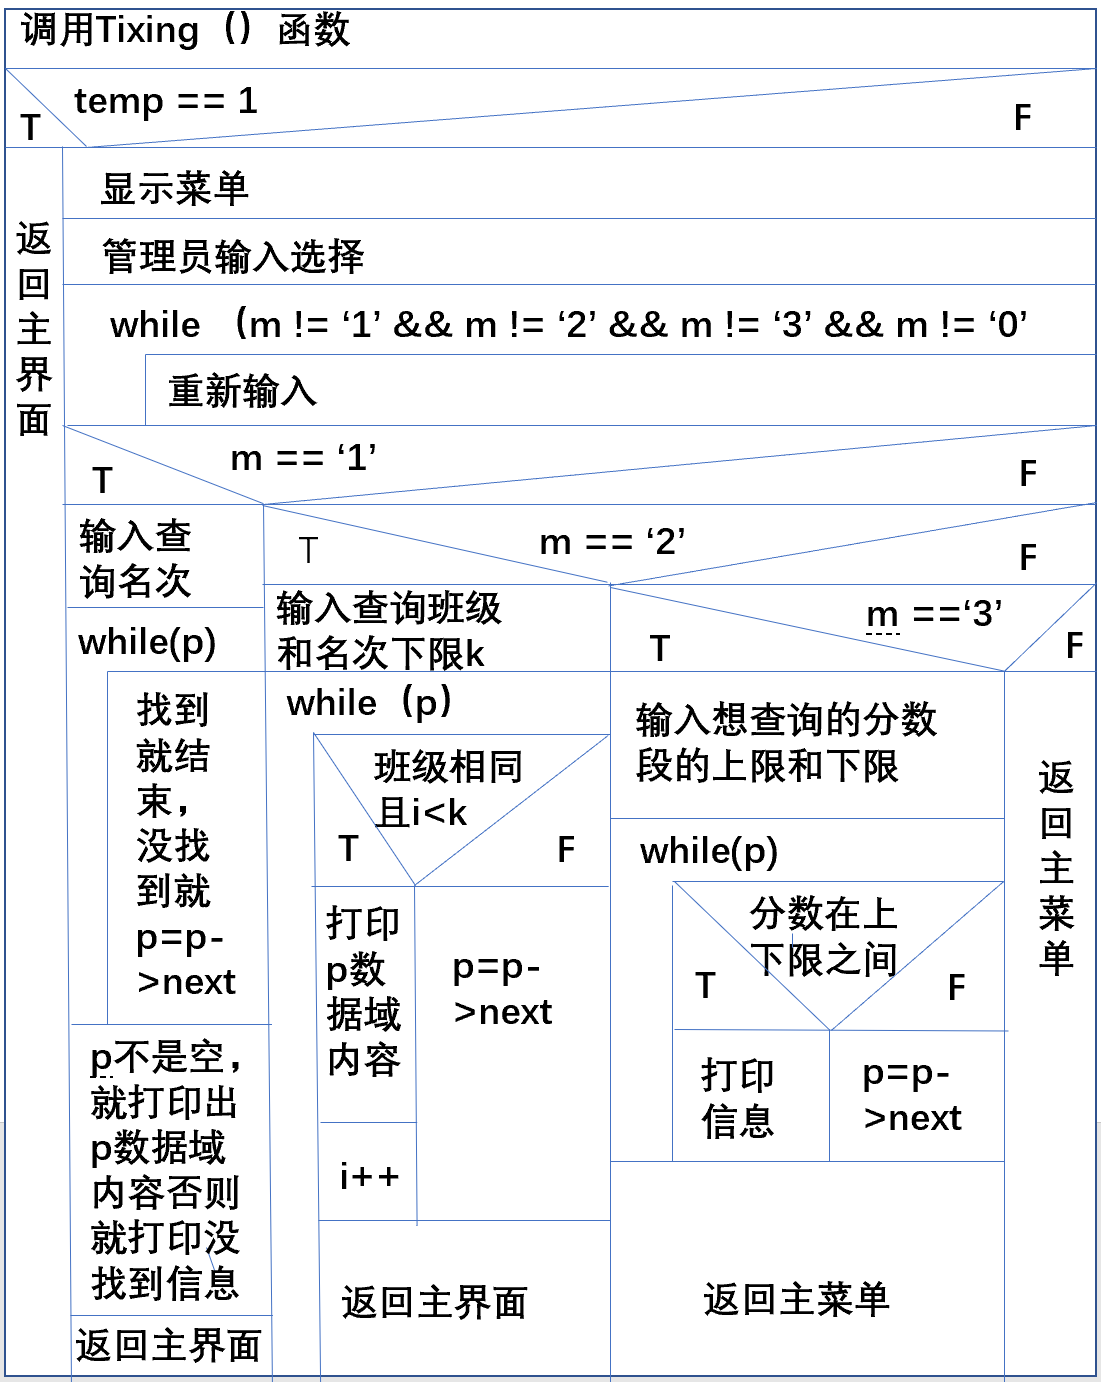 调用Tixing（）函数
temp == 1
T
F
返
回
主
界
面
显示菜单
管理员输入选择
while （m != ‘1’ && m != ‘2’ && m != ‘3’ && m != ‘0’
重新输入
m == ‘1’
T
F
输入查
询名次
while(p)
找到
就结
束，
没找
到就
p=p-
>next
p不是空，
就打印出
p数据域
内容否则
就打印没
找到信息
返回主界面
m == ‘2’
T
F
输入查询班级
和名次下限k
while（p）
班级相同
且i<k
T
F
打印
p数
据域
内容
i++
p=p-
>next
返回主界面
m ==‘3’
T
F
输入想查询的分数
段的上限和下限
while(p)
分数在上
下限之间
T
F
打印
信息
p=p-
>next
返回主菜单
返
回
主
菜
单